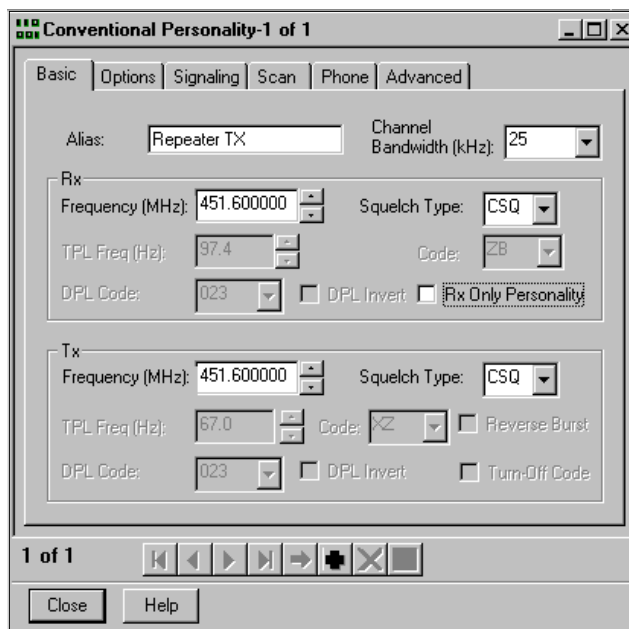 Conventional Personality-1 of 1
Basic Options Signaling Scan Phone Advanced
Alias: Repeater TX Channel Bandwidth (kHz): 25
Rx
Frequency (MHz): 451.600000 Squelch Type: CSQ
TPL Freq (Hz): 97.4 Code: ZB
DPL Code: 023 DPL Invert Rx Only Personality
Tx
Frequency (MHz): 451.600000 Squelch Type: CSQ
TPL Freq (Hz): 67.0 Code: XZ Reverse Burst
DPL Code: 023 DPL Invert Turn-Off Code
1 of 1
Close Help